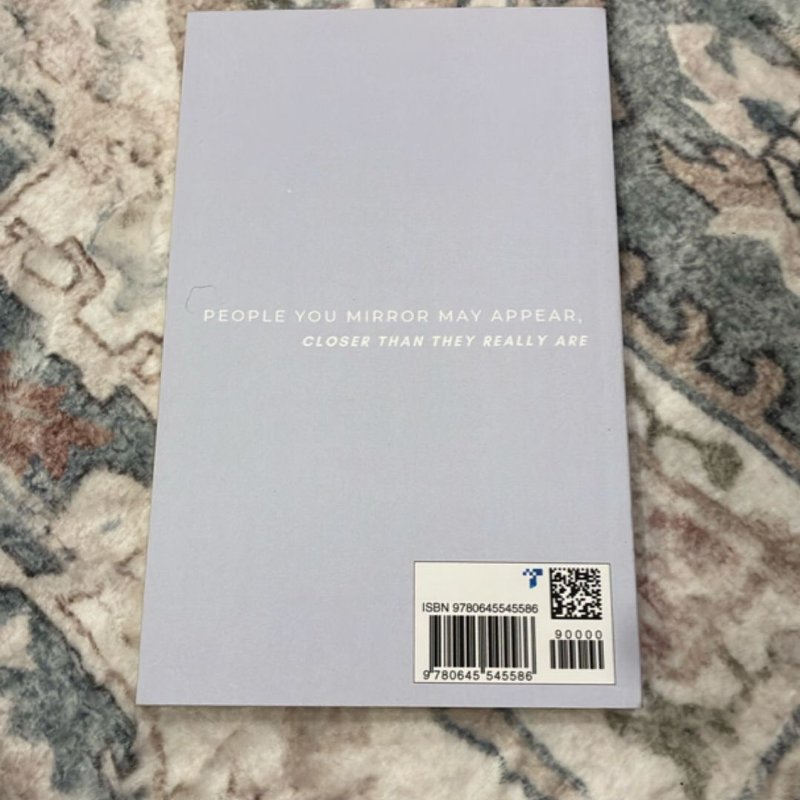 PEOPLE YOU MIRROR MAY APPEAR,
CLOSER THAN THEY REALLY ARE
ISBN 9780645545586
90000
9 780645 545586